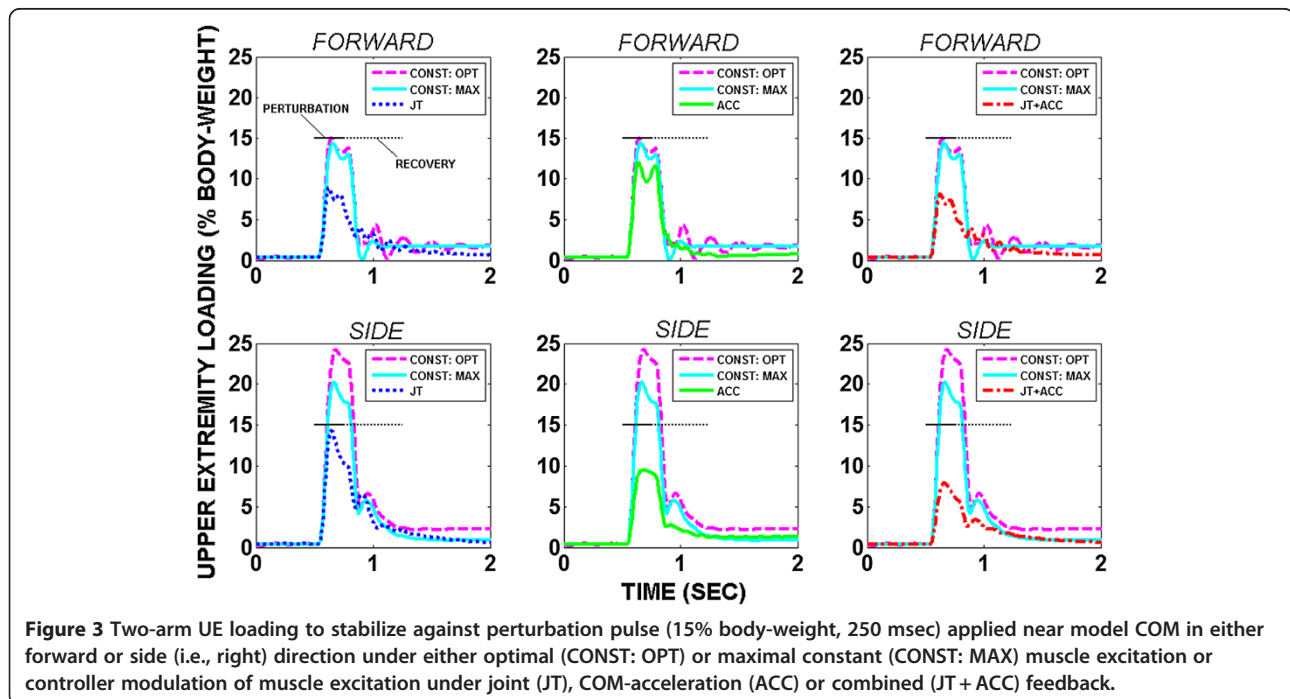 UPPER EXTREMITY LOADING (% BODY-WEIGHT)
FORWARD
25
20
15
10
5
0
0
1
2
CONST: OPT
CONST: MAX
JT
PERTURBATION
RECOVERY
FORWARD
25
20
15
10
5
0
0
1
2
CONST: OPT
CONST: MAX
ACC
FORWARD
25
20
15
10
5
0
0
1
2
CONST: OPT
CONST: MAX
JT+ACC
SIDE
25
20
15
10
5
0
0
1
2
CONST: OPT
CONST: MAX
JT
SIDE
25
20
15
10
5
0
0
1
2
CONST: OPT
CONST: MAX
ACC
SIDE
25
20
15
10
5
0
0
1
2
CONST: OPT
CONST: MAX
JT+ACC
TIME (SEC)
Figure 3 Two-arm UE loading to stabilize against perturbation pulse (15% body-weight, 250 msec) applied near model COM in either
forward or side (i.e., right) direction under either optimal (CONST: OPT) or maximal constant (CONST: MAX) muscle excitation or
controller modulation of muscle excitation under joint (JT), COM-acceleration (ACC) or combined (JT + ACC) feedback.